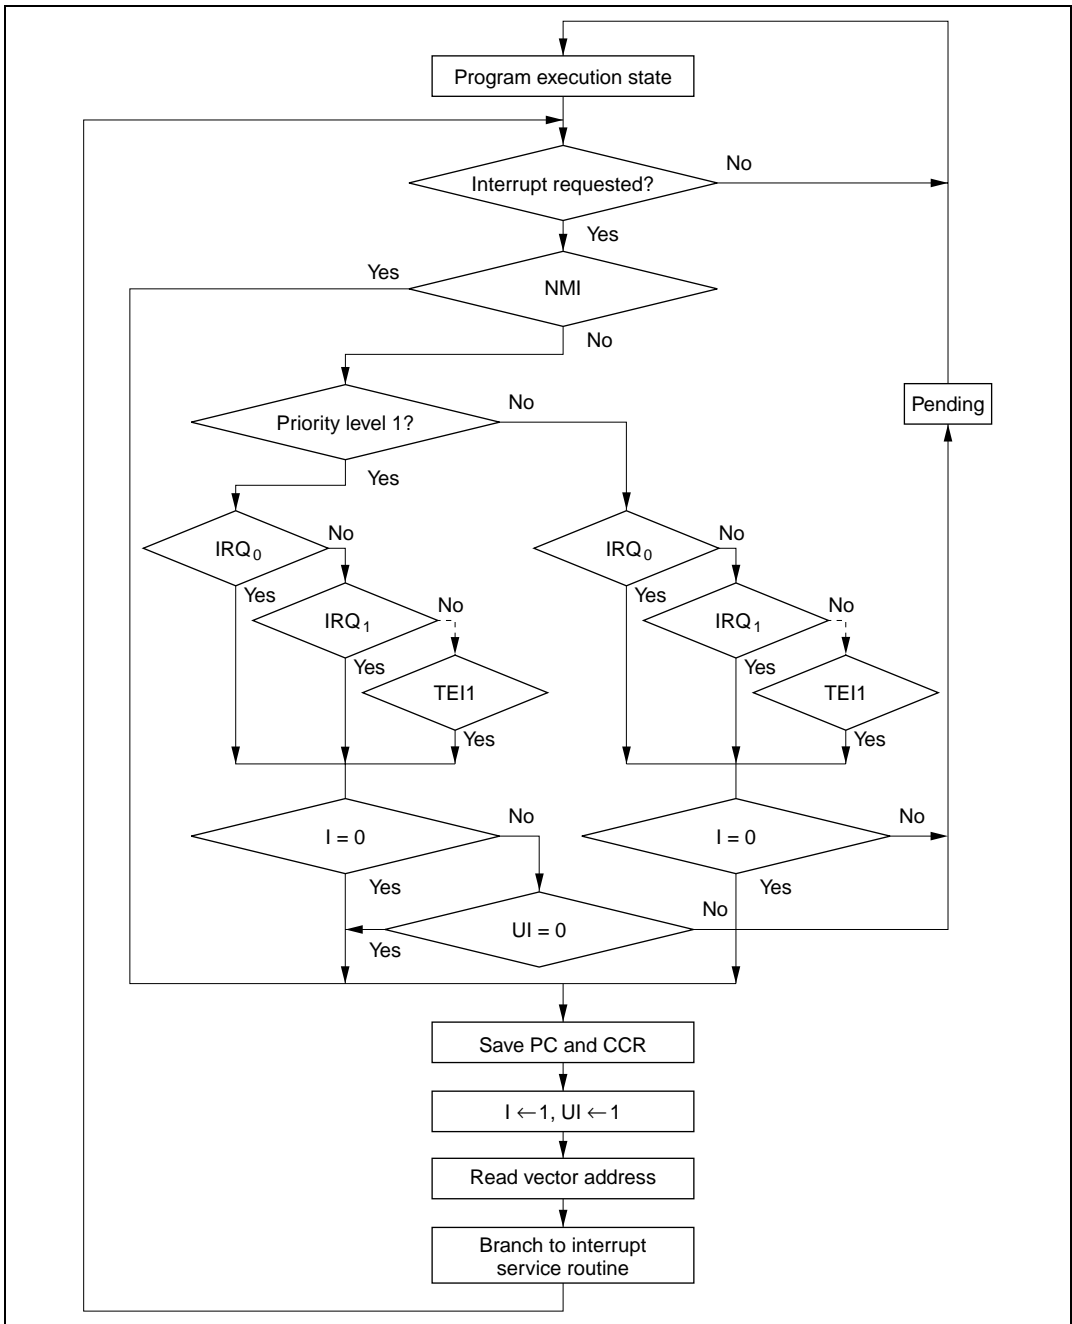 Program execution state
No
Interrupt requested?
Yes
Yes
NMI
No
No
Pending
Priority level 1?
Yes
No
No
IRQ0
IRQ0
Yes
No
Yes
No
IRQ1
IRQ1
Yes
Yes
TEI1
TEI1
Yes
Yes
No
No
I = 0
I = 0
Yes
Yes
No
UI = 0
Yes
Save PC and CCR
I ←1, UI ←1
Read vector address
Branch to interrupt
service routine